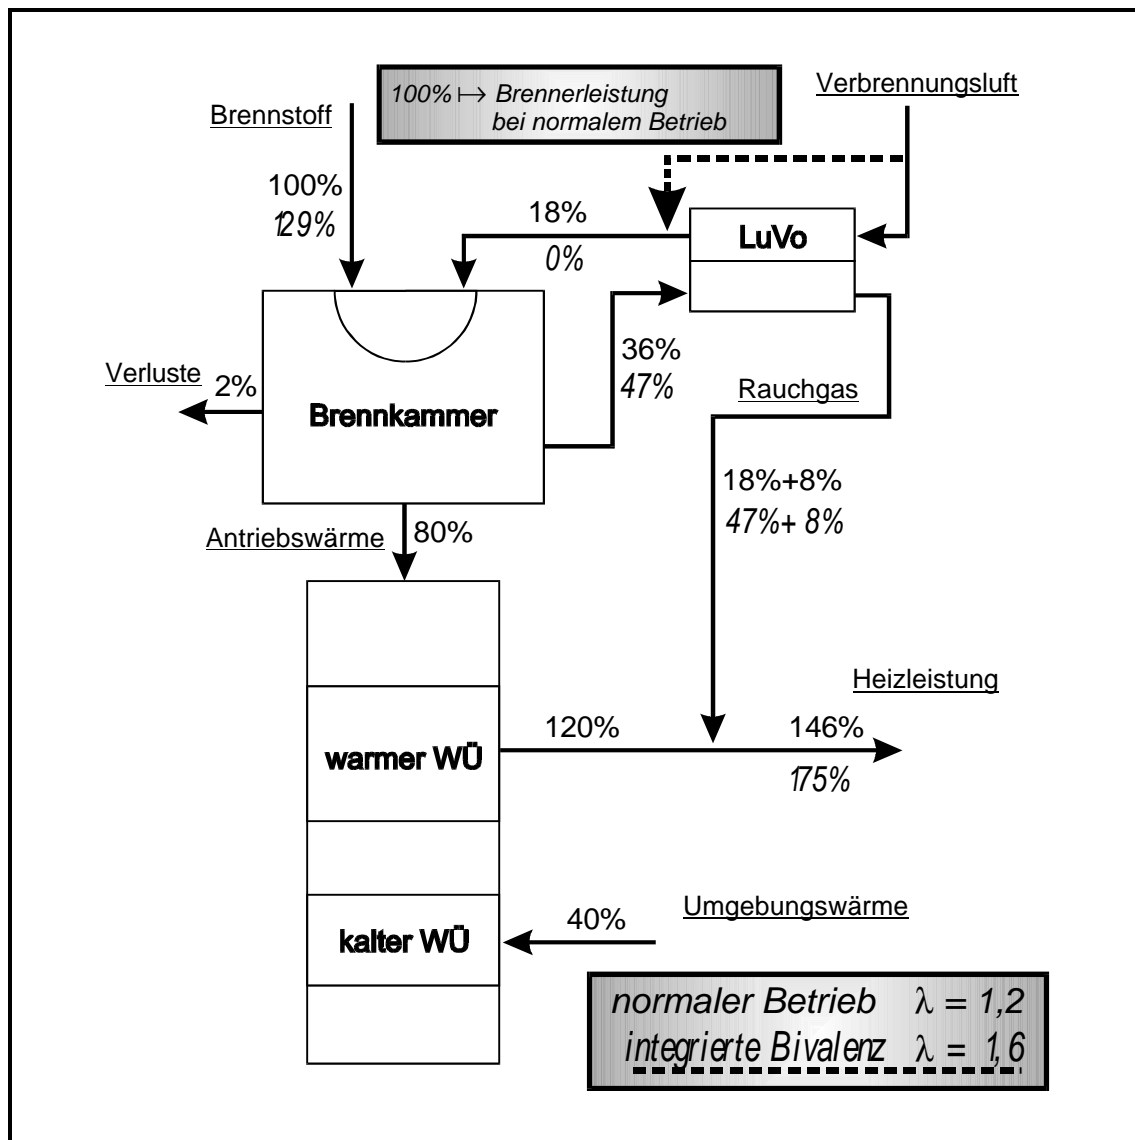 100% ↦ Brennerleistung
bei normalem Betrieb
Verbrennungsluft
Brennstoff
100%
129%
18%
0%
LuVo
36%
47%
Rauchgas
Verluste
2%
Brennkammer
18%+8%
47%+ 8%
Antriebswärme
80%
Heizleistung
warmer WÜ
120%
146%
175%
Umgebungswärme
40%
kalter WÜ
normaler Betrieb λ = 1,2
integrierte Bivalenz λ = 1,6